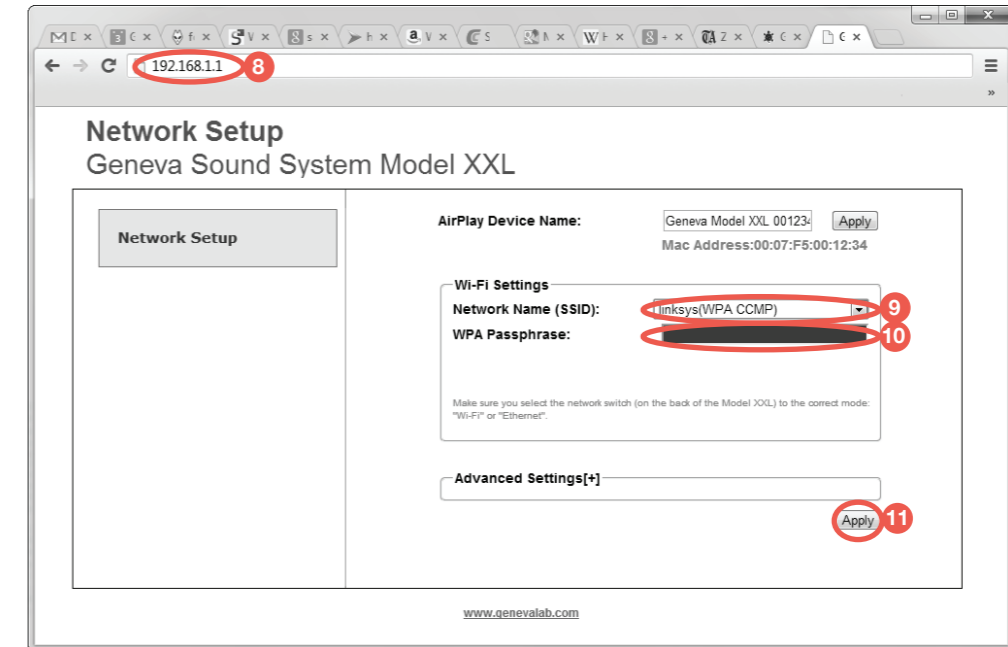 192.168.1.1
8
Network Setup
Geneva Sound System Model XXL
Network Setup
AirPlay Device Name:
Geneva Model XXL 00123
Apply
Mac Address:00:07:F5:00:12:34
Wi-Fi Settings
Network Name (SSID):
linksys(WPA CCMP)
9
WPA Passphrase:
10
Make sure you select the network switch (on the back of the Model XXL) to the correct mode:
"Wi-Fi" or "Ethernet".
Advanced Settings[+]
Apply
11
www.genevalab.com